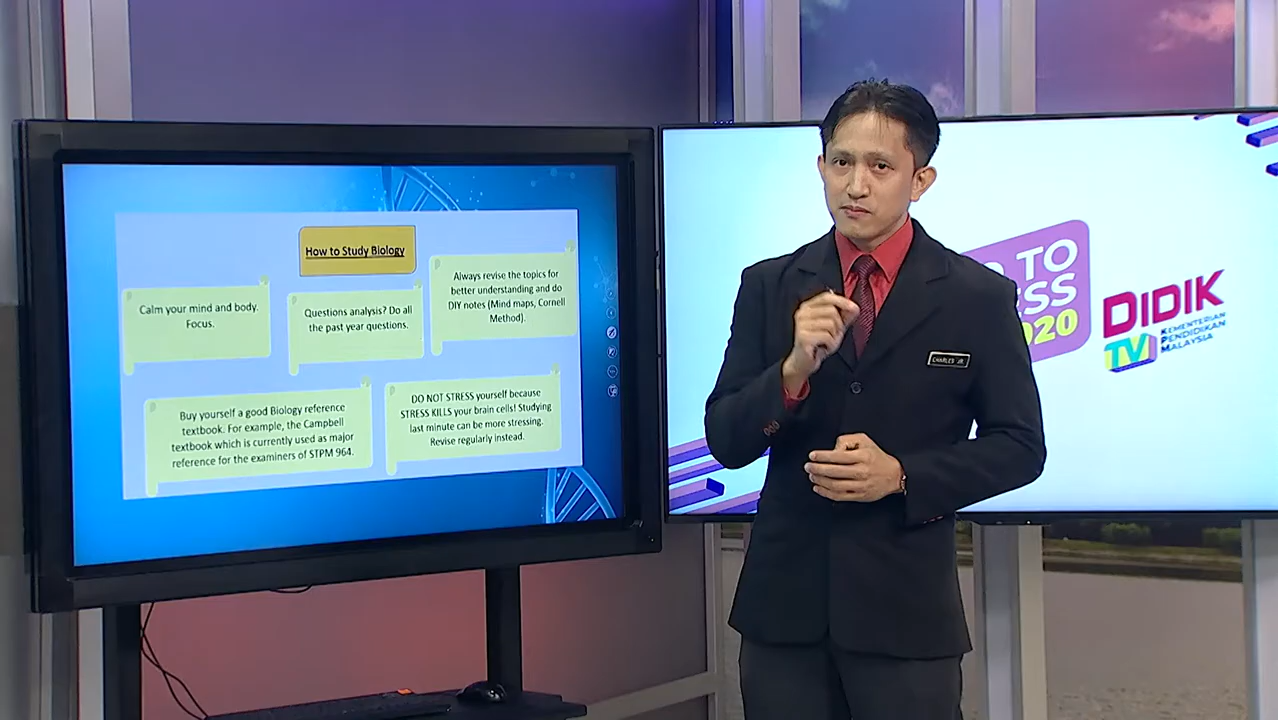 How to Study Biology
Calm your mind and body.
Focus.
Questions analysis? Do all
the past year questions.
Always revise the topics for
better understanding and do
DIY notes (Mind maps, Cornell
Method).
Buy yourself a good Biology reference
textbook. For example, the Campbell
textbook which is currently used as major
reference for the examiners of STPM 964.
DO NOT STRESS yourself because
STRESS KILLS your brain cells! Studying
last minute can be more stressing.
Revise regularly instead.
TO
ESS
020
DIDIK
TV
KEMENTERIAN
PENDIDIKAN
MALAYSIA
CHARLES JR.